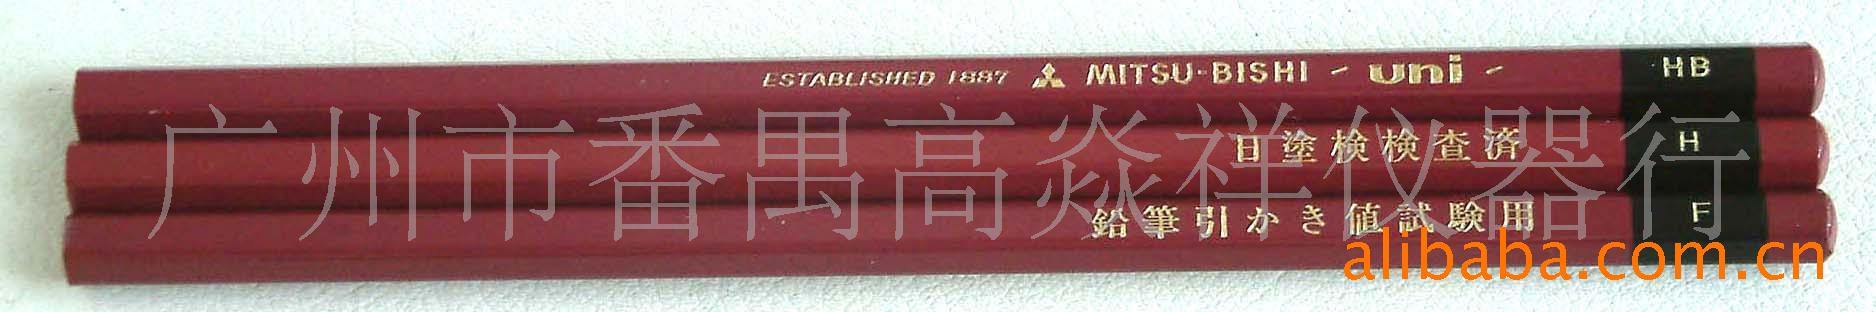 ESTABLISHED 1887 MITSU-BISHI - uni - HB
日塗検検査済 H
鉛筆引かき値試験用 F
广州市番禺高焱祥仪器行
alibaba.com.cn